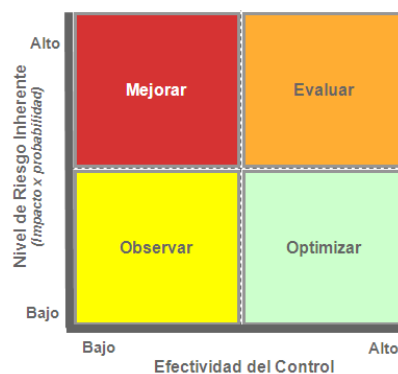 Alto
Mejorar
Evaluar
Nivel de Riesgo Inherente
(Impacto x probabilidad)
Observar
Optimizar
Bajo
Bajo
Alto
Efectividad del Control